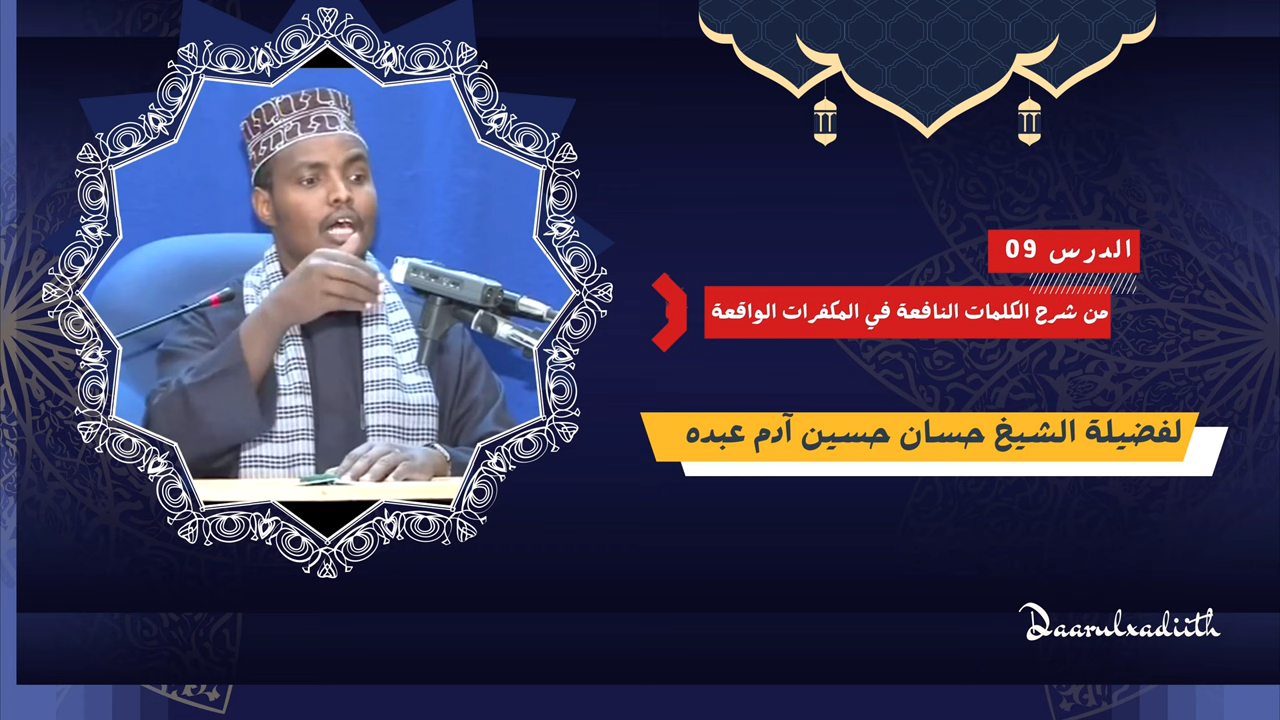 الدرس 09
من شرح الكلمات النافعة في المكفرات الواقعة
لفضيلة الشيخ حسان حسين آدم عبده
Daarulxadiith